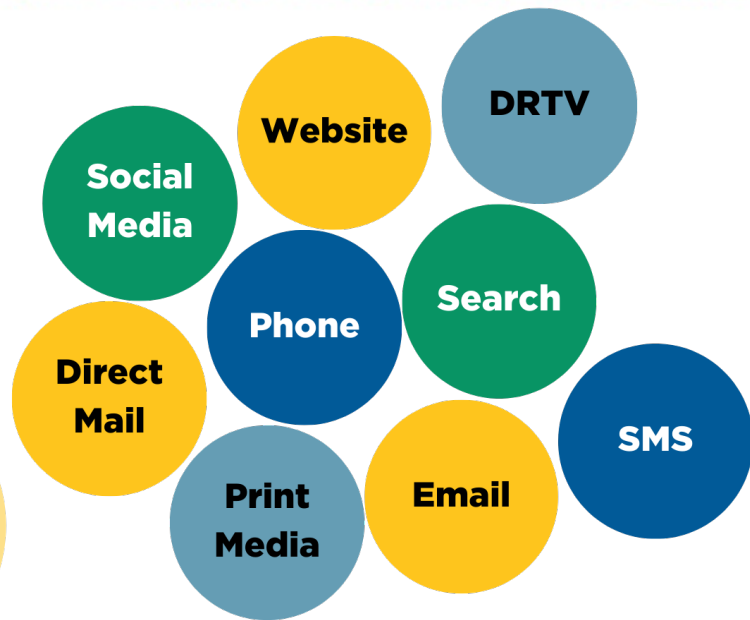 DRTV
Website
Social
Media
Search
Phone
Direct
Mail
SMS
Email
Print
Media